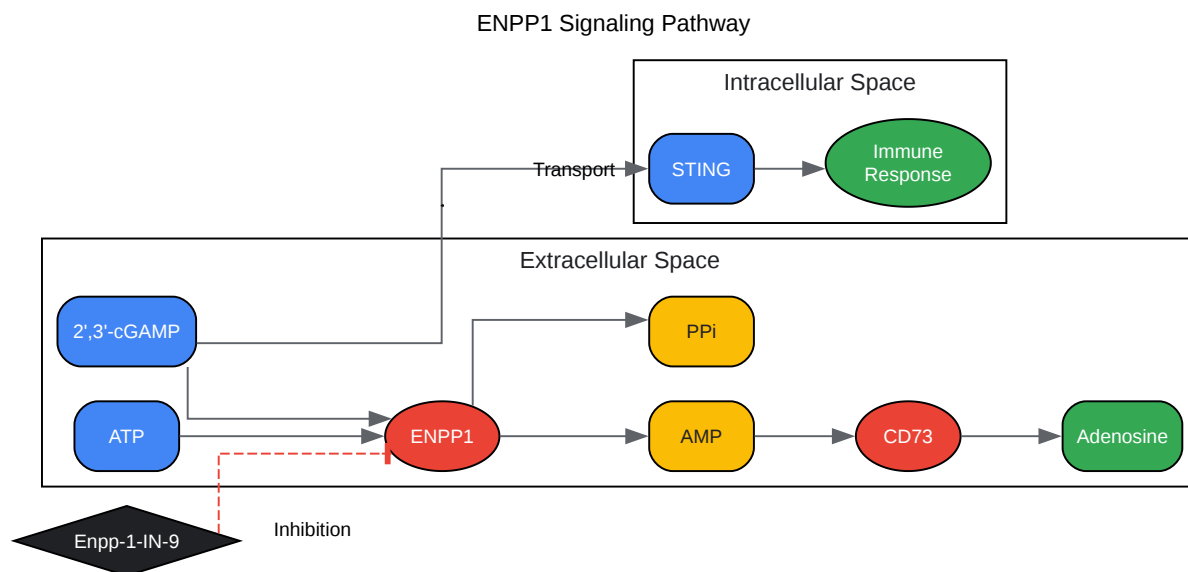 ENPP1 Signaling Pathway
Intracellular Space
Transport
STING
Immune
Response
Extracellular Space
2',3'-cGAMP
PPi
ATP
ENPP1
AMP
CD73
Adenosine
Enpp-1-IN-9
Inhibition